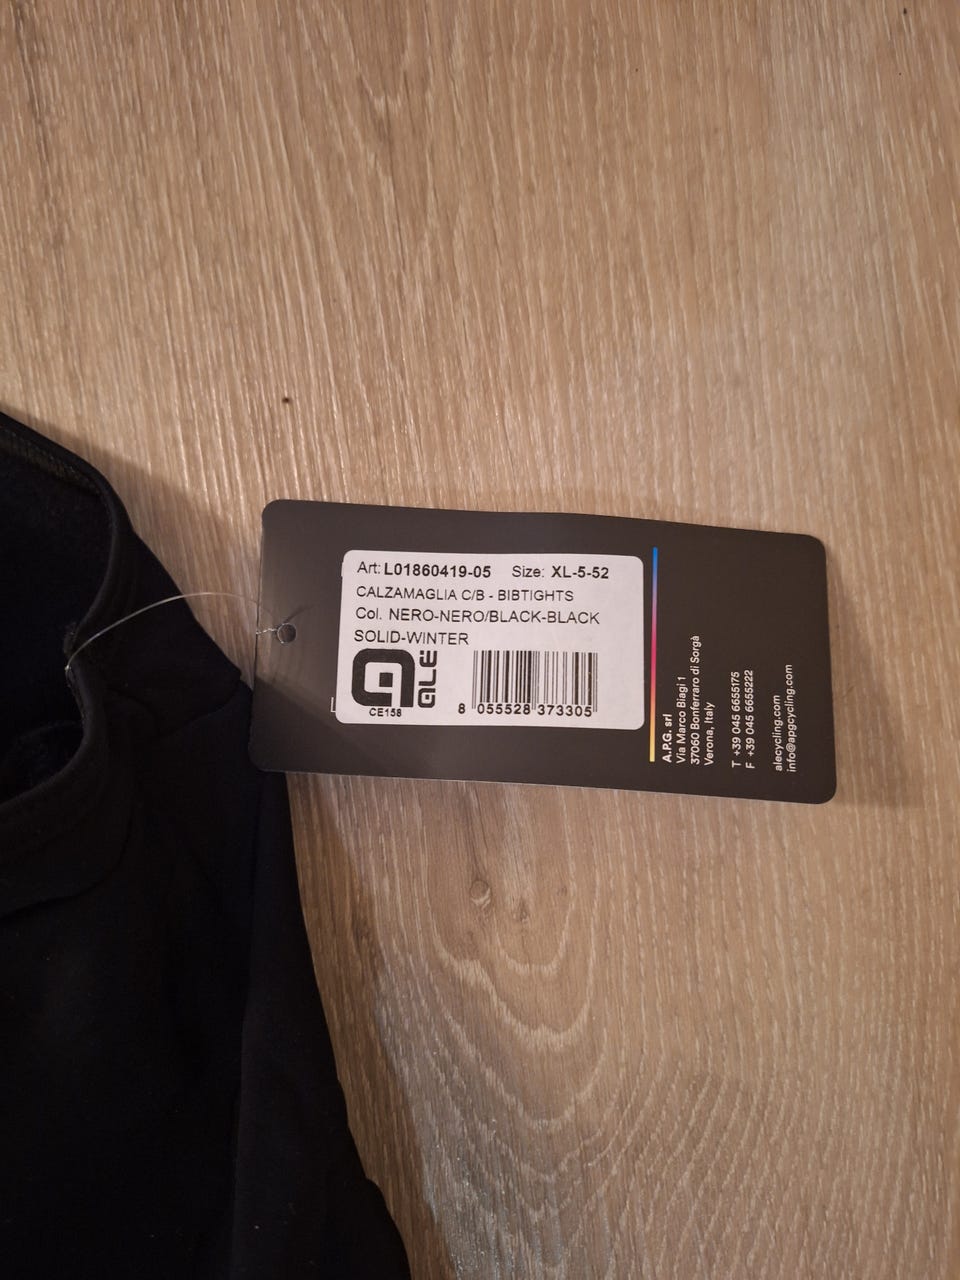 Art: L01860419-05 Size: XL-5-52
CALZAMAGLIA C/B - BIBTIGHTS
Col. NERO-NERO/BLACK-BLACK
SOLID-WINTER
ALÉ
CE158
8 055528 373305
A.P.G. srl
Via Marco Biagi 1
37060 Bonferraro di Sorgà
Verona, Italy
T +39 045 6655175
F +39 045 6655222
alecycling.com
info@apgcycling.com